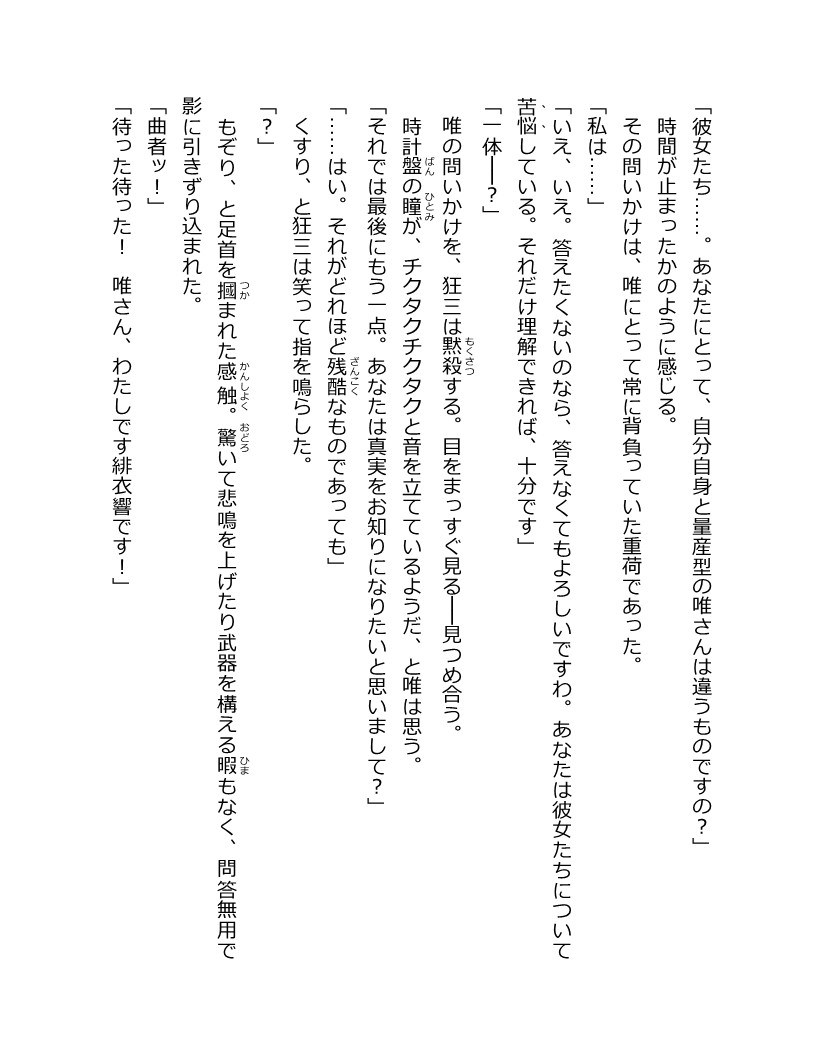 「彼女たち……。あなたにとって、自分自身と量産型の唯さんは違うものですの？」
時間が止まったかのように感じる。
その問いかけは、唯にとって常に背負っていた重荷であった。
「私は……」
「いえ、いえ。答えたくないのなら、答えなくてもよろしいですわ。あなたは彼女たちについて
苦悩している。それだけ理解できれば、十分です」
「一体――？」
唯の問いかけを、狂三は黙殺する。目をまっすぐ見る――見つめ合う。
時計盤の瞳が、チクタクチクタクと音を立てているようだ、と唯は思う。
「それでは最後にもう一点。あなたは真実をお知りになりたいと思いまして？」
「……はい。それがどれほど残酷なものであっても」
くすり、と狂三は笑って指を鳴らした。
「？」
もぞり、と足首を摑まれた感触。驚いて悲鳴を上げたり武器を構える暇もなく、問答無用で
影に引きずり込まれた。
「曲者ッ！」
「待った待った！　唯さん、わたしです緋衣響です！」